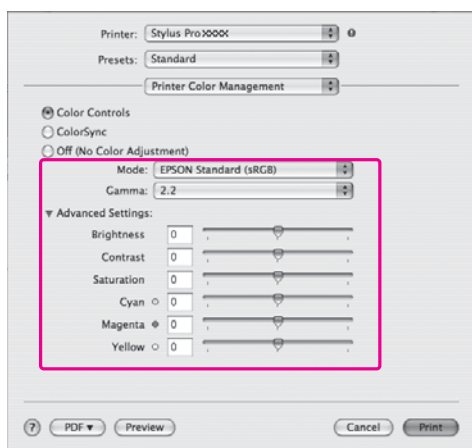 Printer: Stylus Pro XXXX
Presets: Standard
Printer Color Management
Color Controls
ColorSync
Off (No Color Adjustment)
Mode: EPSON Standard (sRGB)
Gamma: 2.2
Advanced Settings:
Brightness 0
Contrast 0
Saturation 0
Cyan 0
Magenta 0
Yellow 0
? PDF Preview Cancel Print